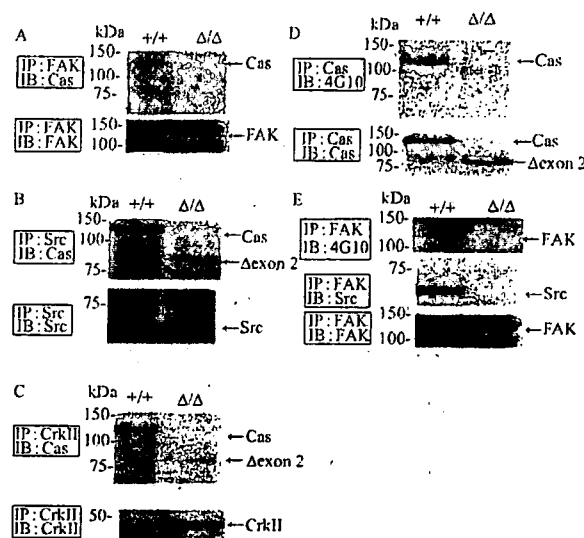 A
kDa
+/+
Δ/Δ
IP : FAK
IB : Cas
150-
100-
75-
←Cas
IP : FAK
IB : FAK
150-
100-
←FAK
B
kDa
+/+
Δ/Δ
IP : Src
IB : Cas
150-
100-
75-
←Cas
←Δexon 2
IP : Src
IB : Src
75-
←Src
C
kDa
+/+
Δ/Δ
IP : CrkII
IB : Cas
150-
100-
75-
←Cas
←Δexon 2
IP : CrkII
IB : CrkII
50-
←CrkII
D
kDa
+/+
Δ/Δ
IP : Cas
IB : 4G10
150-
100-
75-
←Cas
IP : Cas
IB : Cas
150-
100-
75-
←Cas
←Δexon 2
E
kDa
+/+
Δ/Δ
IP : FAK
IB : 4G10
150-
100-
←FAK
IP : FAK
IB : Src
75-
←Src
IP : FAK
IB : FAK
150-
100-
←FAK